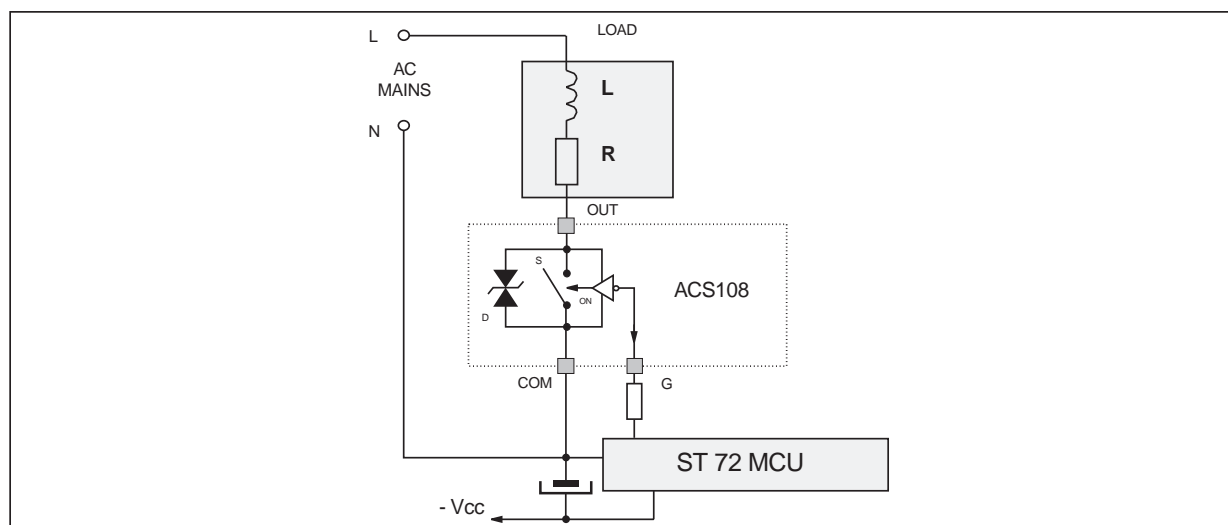 LOAD
L
AC
MAINS
N
L
R
OUT
S
ON
D
ACS108
COM
G
ST 72 MCU
- Vcc